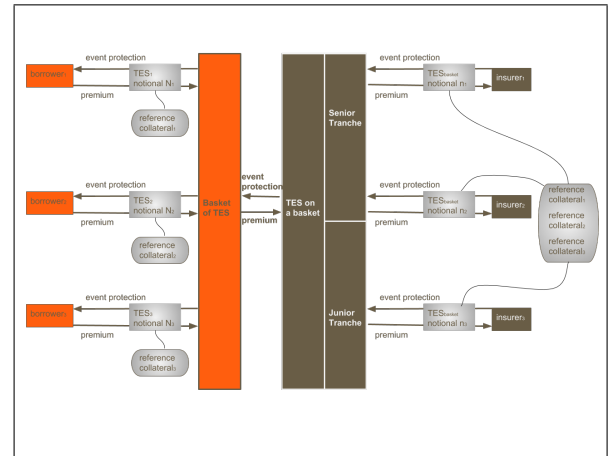 event protection
borrower₁
TES₁
notional N₁
premium
reference
collateral₁
event protection
borrower₂
TES₂
notional N₂
premium
reference
collateral₂
event protection
borrower₃
TES₃
notional N₃
premium
reference
collateral₃
Basket
of TES
event
protection
premium
TES on
a basket
Senior
Tranche
Junior
Tranche
event protection
TESbasket
notional n₁
insurer₁
premium
event protection
TESbasket
notional n₂
insurer₂
premium
event protection
TESbasket
notional n₃
insurer₃
premium
reference
collateral₁
reference
collateral₂
reference
collateral₃